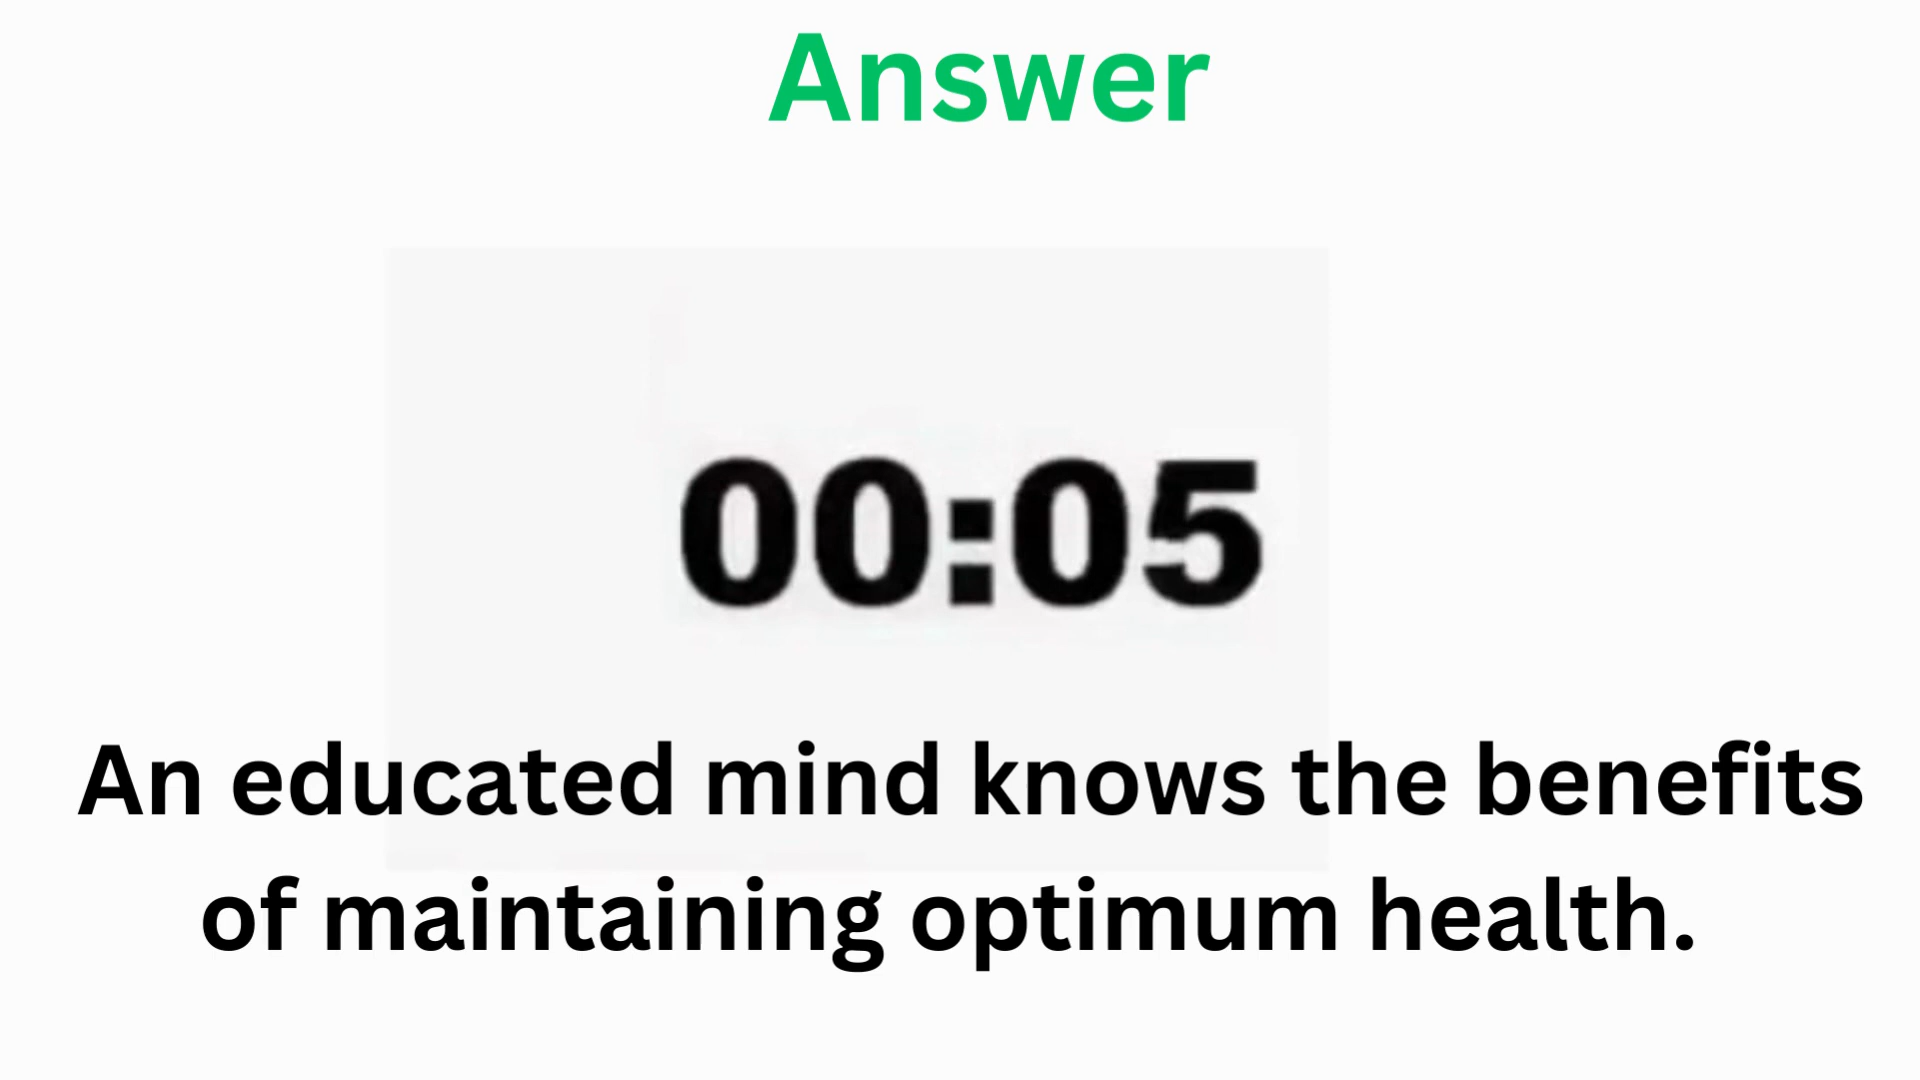 Answer
00:05
An educated mind knows the benefits
of maintaining optimum health.